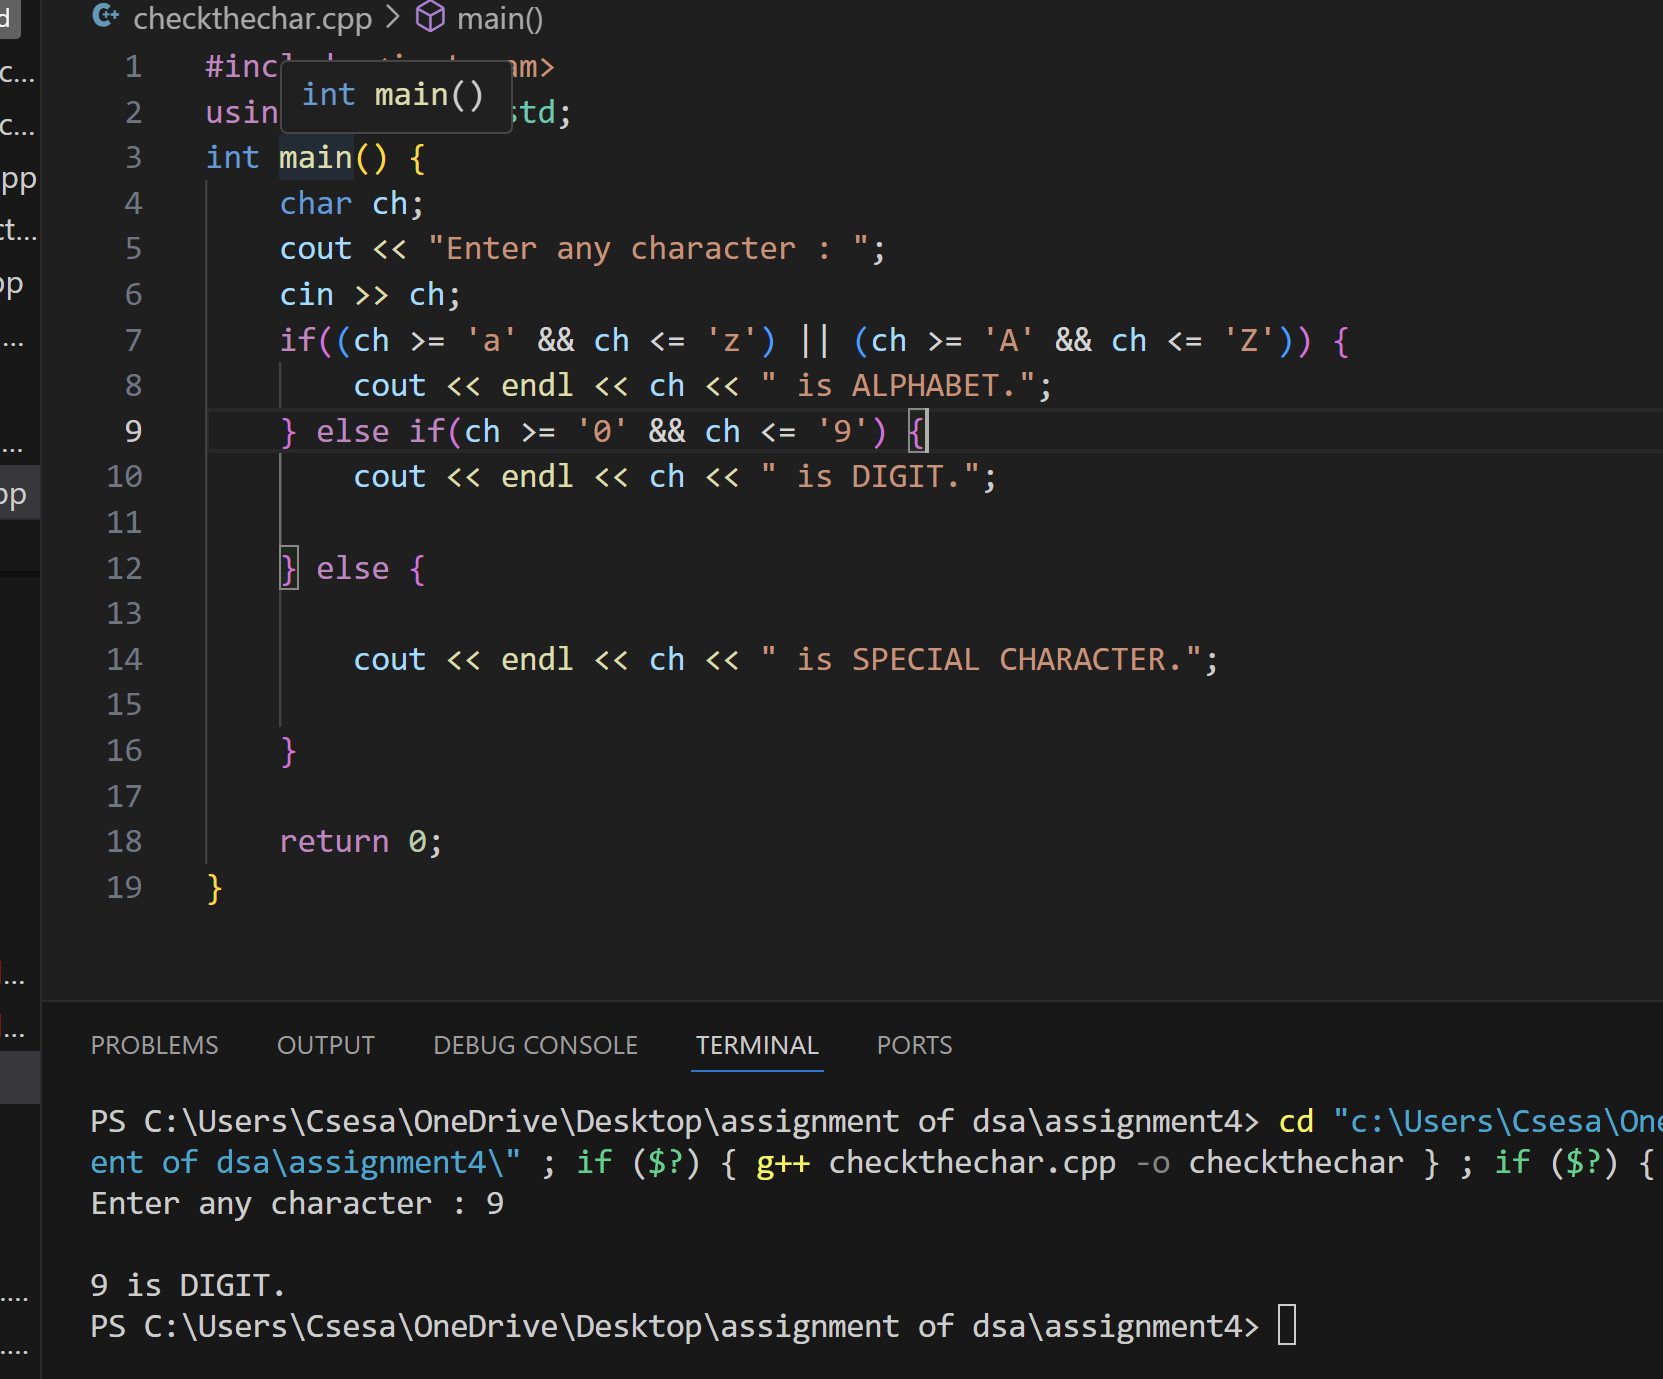 d
checkthechar.cpp > main()
c...
c...
pp
ct...
pp
...
...
pp
...
...
....
....
int main()
1 #incl am>
2 usin std;
3 int main() {
4 char ch;
5 cout << "Enter any character : ";
6 cin >> ch;
7 if((ch >= 'a' && ch <= 'z') || (ch >= 'A' && ch <= 'Z')) {
8 cout << endl << ch << " is ALPHABET.";
9 } else if(ch >= '0' && ch <= '9') {
10 cout << endl << ch << " is DIGIT.";
11
12 } else {
13
14 cout << endl << ch << " is SPECIAL CHARACTER.";
15
16 }
17
18 return 0;
19 }
PROBLEMS OUTPUT DEBUG CONSOLE TERMINAL PORTS
PS C:\Users\Csesa\OneDrive\Desktop\assignment of dsa\assignment4> cd "c:\Users\Csesa\One
ent of dsa\assignment4\" ; if ($?) { g++ checkthechar.cpp -o checkthechar } ; if ($?) {
Enter any character : 9
9 is DIGIT.
PS C:\Users\Csesa\OneDrive\Desktop\assignment of dsa\assignment4>